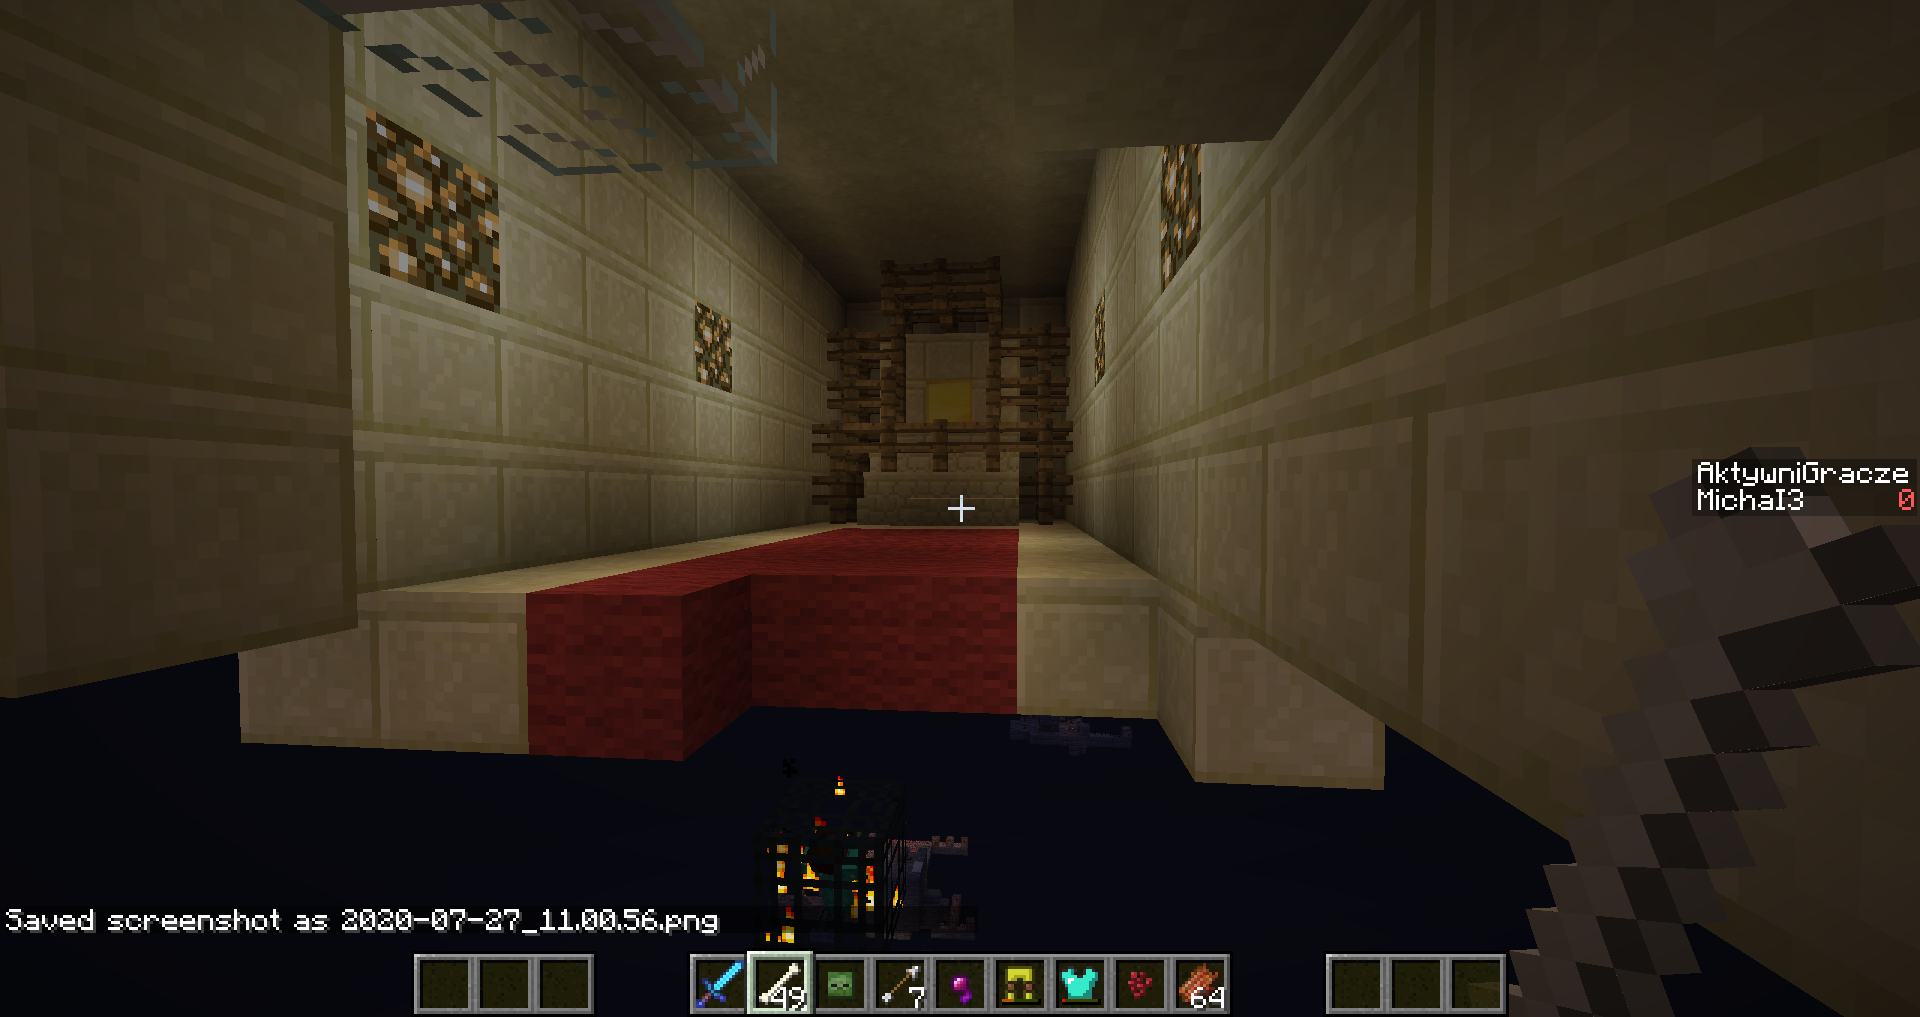 AktywniGracze
MichaI3 0
Saved screenshot as 2020-07-27_11.00.56.png
49 7 64